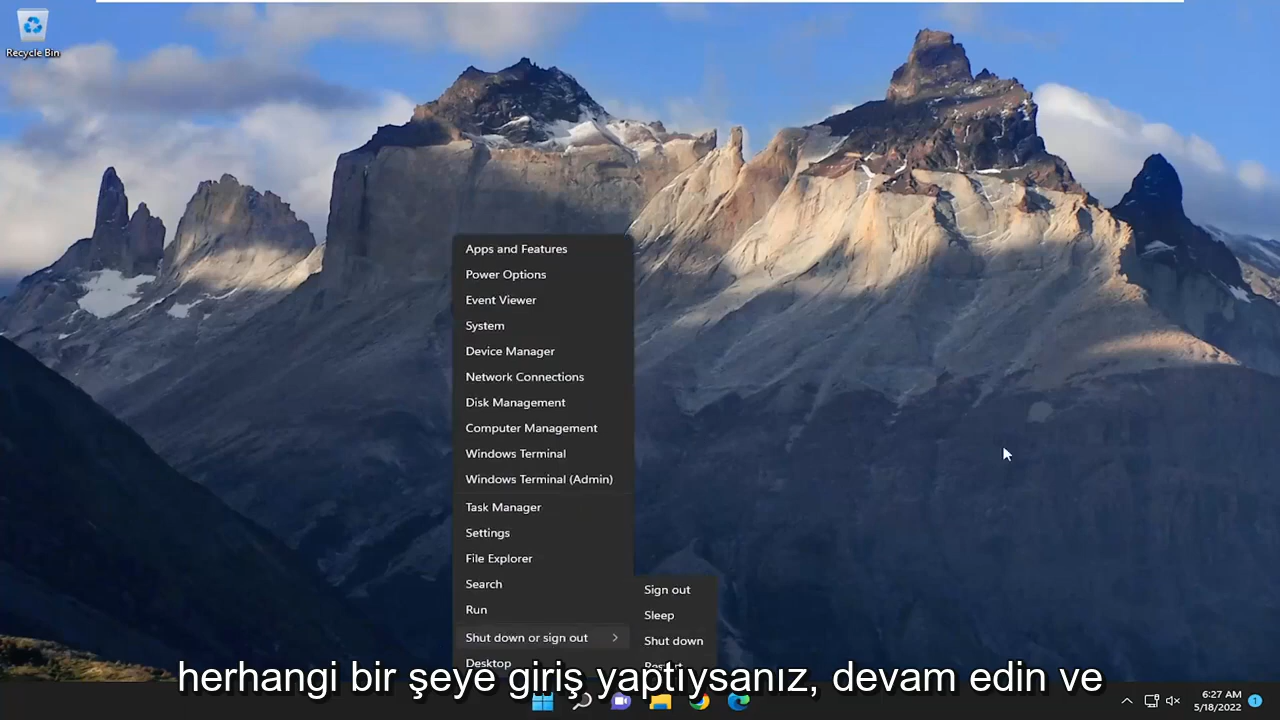 Recycle Bin
Apps and Features
Power Options
Event Viewer
System
Device Manager
Network Connections
Disk Management
Computer Management
Windows Terminal
Windows Terminal (Admin)
Task Manager
Settings
File Explorer
Search
Run
Shut down or sign out
Desktop
Sign out
Sleep
Shut down
Restart
herhangi bir şeye giriş yaptıysanız, devam edin ve
6:27 AM
5/18/2022
1